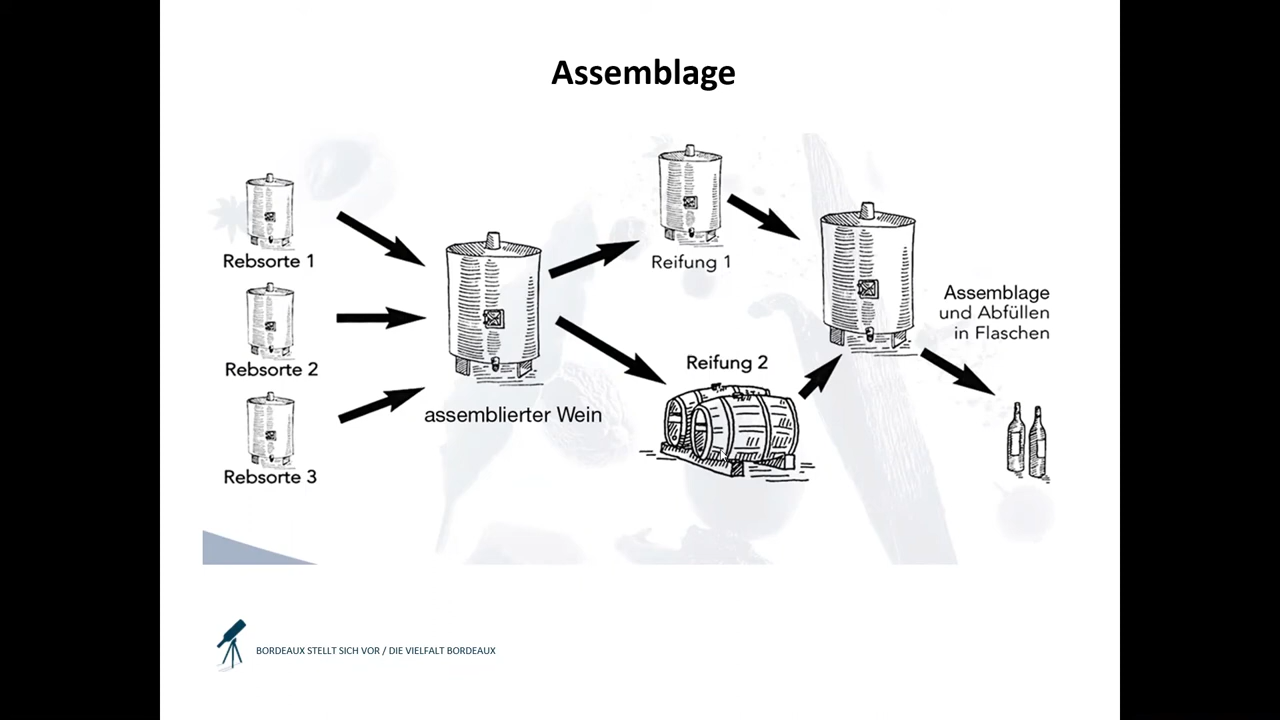 Assemblage
Rebsorte 1
Rebsorte 2
Rebsorte 3
assemblierter Wein
Reifung 1
Reifung 2
Assemblage
und Abfüllen
in Flaschen
BORDEAUX STELLT SICH VOR / DIE VIELFALT BORDEAUX